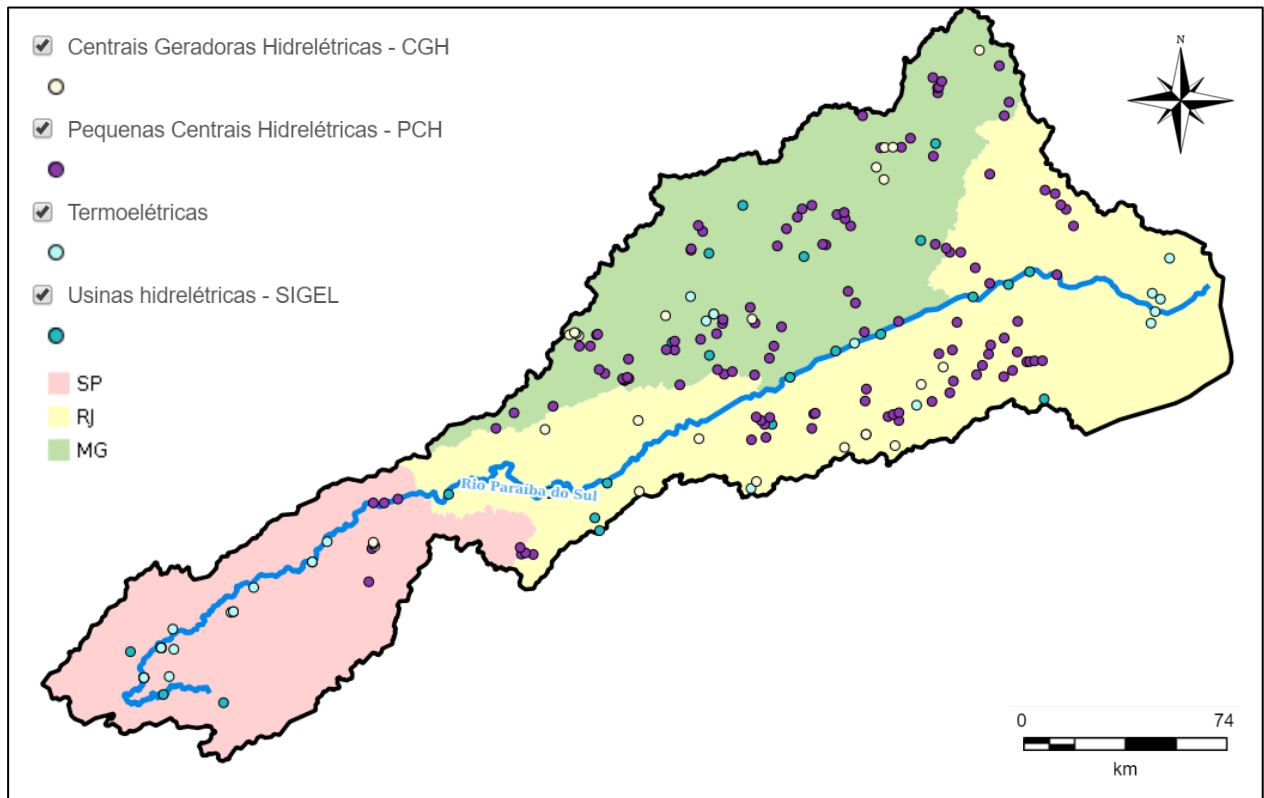 Centrais Geradoras Hidrelétricas - CGH
Pequenas Centrais Hidrelétricas - PCH
Termoelétricas
Usinas hidrelétricas - SIGEL
SP
RJ
MG
N
Rio Paraíba do Sul
0 74
km